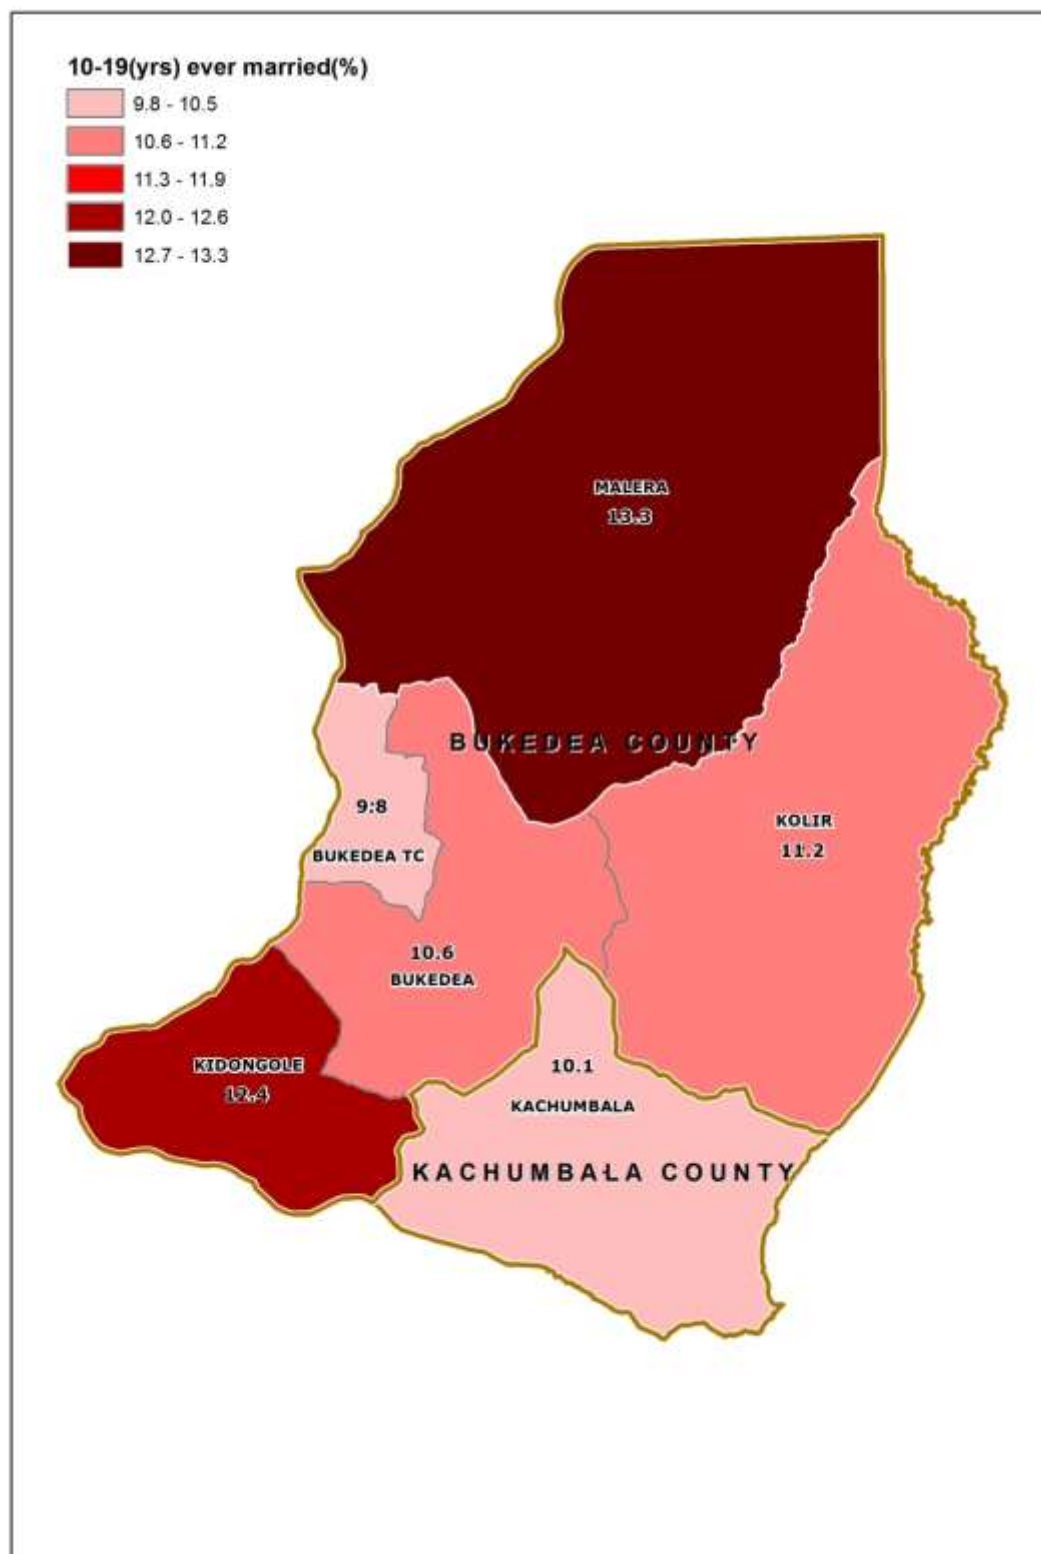 10-19(yrs) ever married(%)
9.8 - 10.5
10.6 - 11.2
11.3 - 11.9
12.0 - 12.6
12.7 - 13.3
MALERA
13.3
BUKEDEA COUNTY
9:8
BUKEDEA TC
KOLIR
11.2
10.6
BUKEDEA
KIDONGOLE
12.4
10.1
KACHUMBALA
KACHUMBALA COUNTY